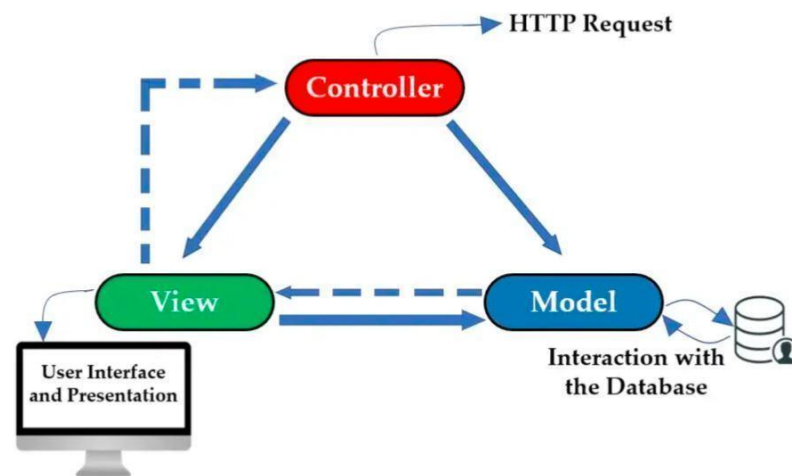 HTTP Request
Controller
View
Model
User Interface
and Presentation
Interaction with
the Database